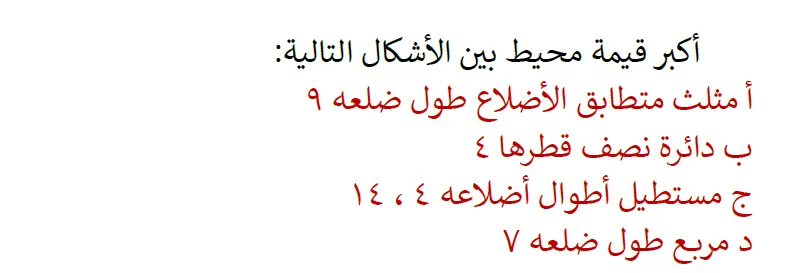 أكبر قيمة محيط بين الأشكال التالية:
أ مثلث متطابق الأضلاع طول ضلعه ٩
ب دائرة نصف قطرها ٤
ج مستطيل أطوال أضلاعه ٤ ، ١٤
د مربع طول ضلعه ٧